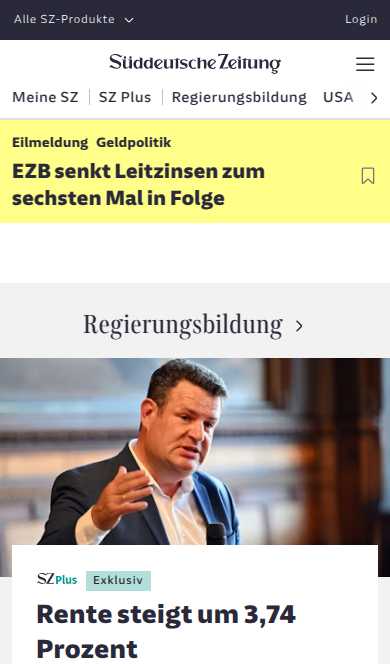 Alle SZ-Produkte
Login
Süddeutsche Zeitung
Meine SZ SZ Plus Regierungsbildung USA
Eilmeldung Geldpolitik
EZB senkt Leitzinsen zum
sechsten Mal in Folge
Regierungsbildung
SZ Plus Exklusiv
Rente steigt um 3,74
Prozent